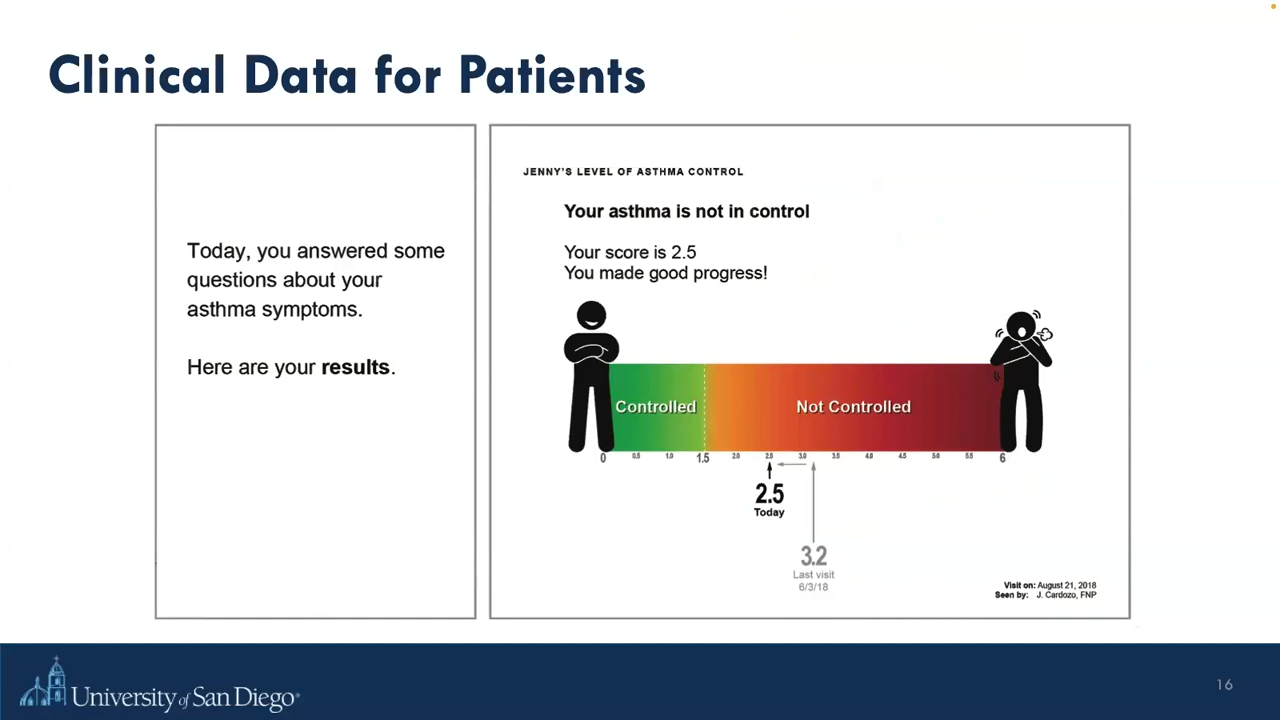 Clinical Data for Patients
Today, you answered some
questions about your
asthma symptoms.
Here are your results.
JENNY'S LEVEL OF ASTHMA CONTROL
Your asthma is not in control
Your score is 2.5
You made good progress!
Controlled
Not Controlled
0 0.5 1.0 1.5 2.0 2.5 3.0 3.5 4.0 4.5 5.0 5.5 6
2.5
Today
3.2
Last visit
6/3/18
Visit on: August 21, 2018
Seen by: J. Cardozo, FNP
University of San Diego®
16